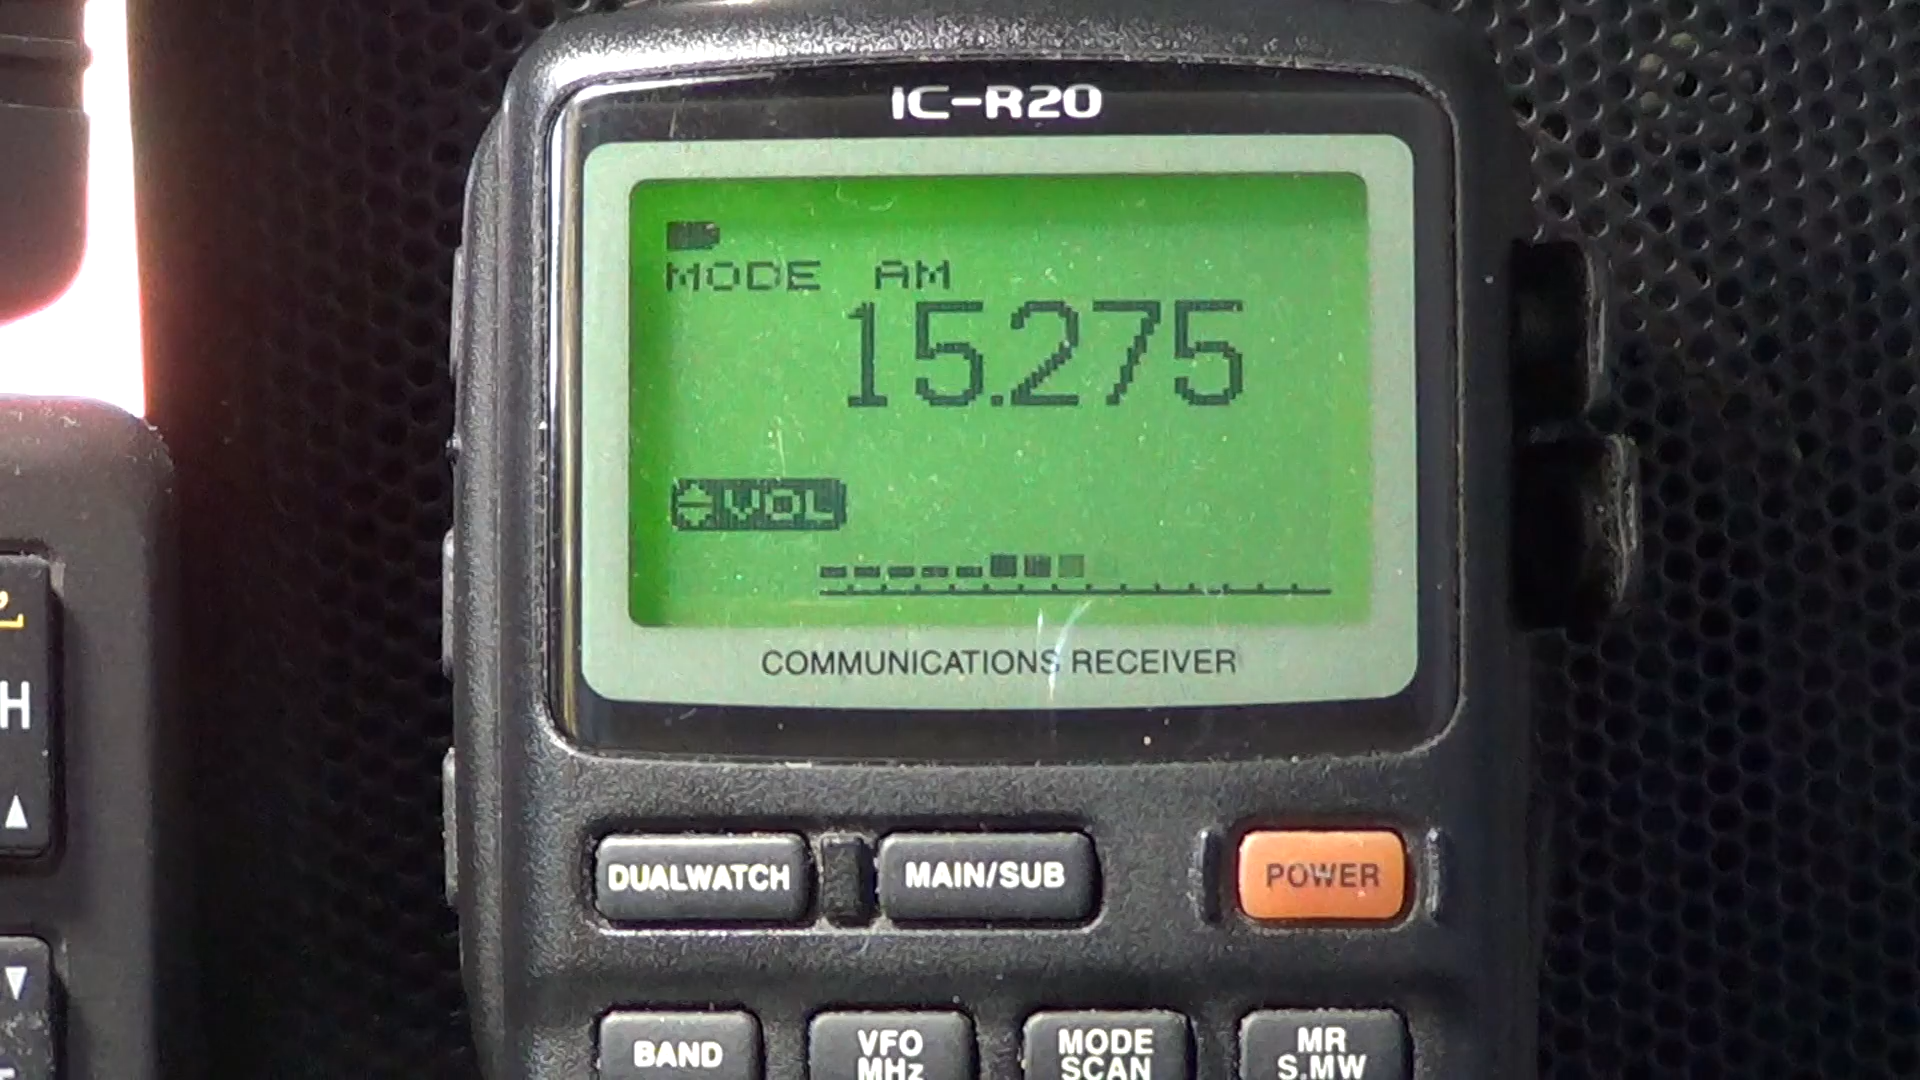 IC-R20
MODE AM
15.275
VOL
COMMUNICATIONS RECEIVER
DUALWATCH
MAIN/SUB
POWER
BAND
VFO
MHz
MODE
SCAN
MR
S.MW
H